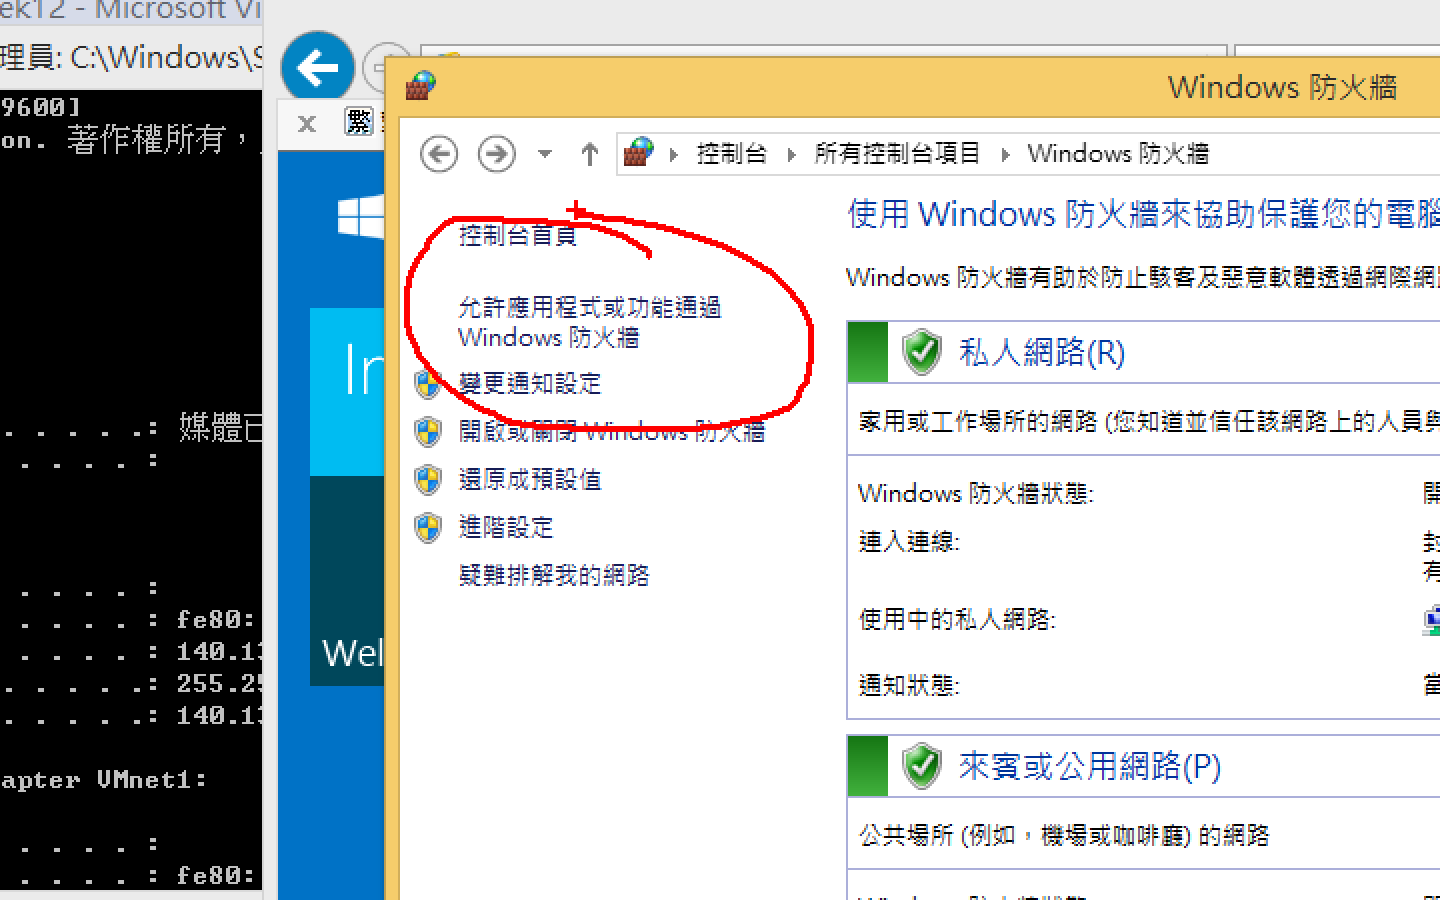 ek12 - Microsoft Vi
理員: C:\Windows\S
9600]
on. 著作權所有，
. . . . .: 媒體已
. . . . :
. . . . :
. . . . : fe80:
. . . . : 140.13
. . . . . .: 255.25
. . . . . .: 140.13
apter VMnet1:
. . . . :
. . . . : fe80:
x 繁
In
Wel
Windows 防火牆
控制台 所有控制台項目 Windows 防火牆
控制台首頁
允許應用程式或功能通過
Windows 防火牆
變更通知設定
開啟或關閉 Windows 防火牆
還原成預設值
進階設定
疑難排解我的網路
使用 Windows 防火牆來協助保護您的電腦
Windows 防火牆有助於防止駭客及惡意軟體透過網際網路
私人網路(R)
家用或工作場所的網路 (您知道並信任該網路上的人員與
Windows 防火牆狀態:
連入連線:
使用中的私人網路:
通知狀態:
來賓或公用網路(P)
公共場所 (例如，機場或咖啡廳) 的網路